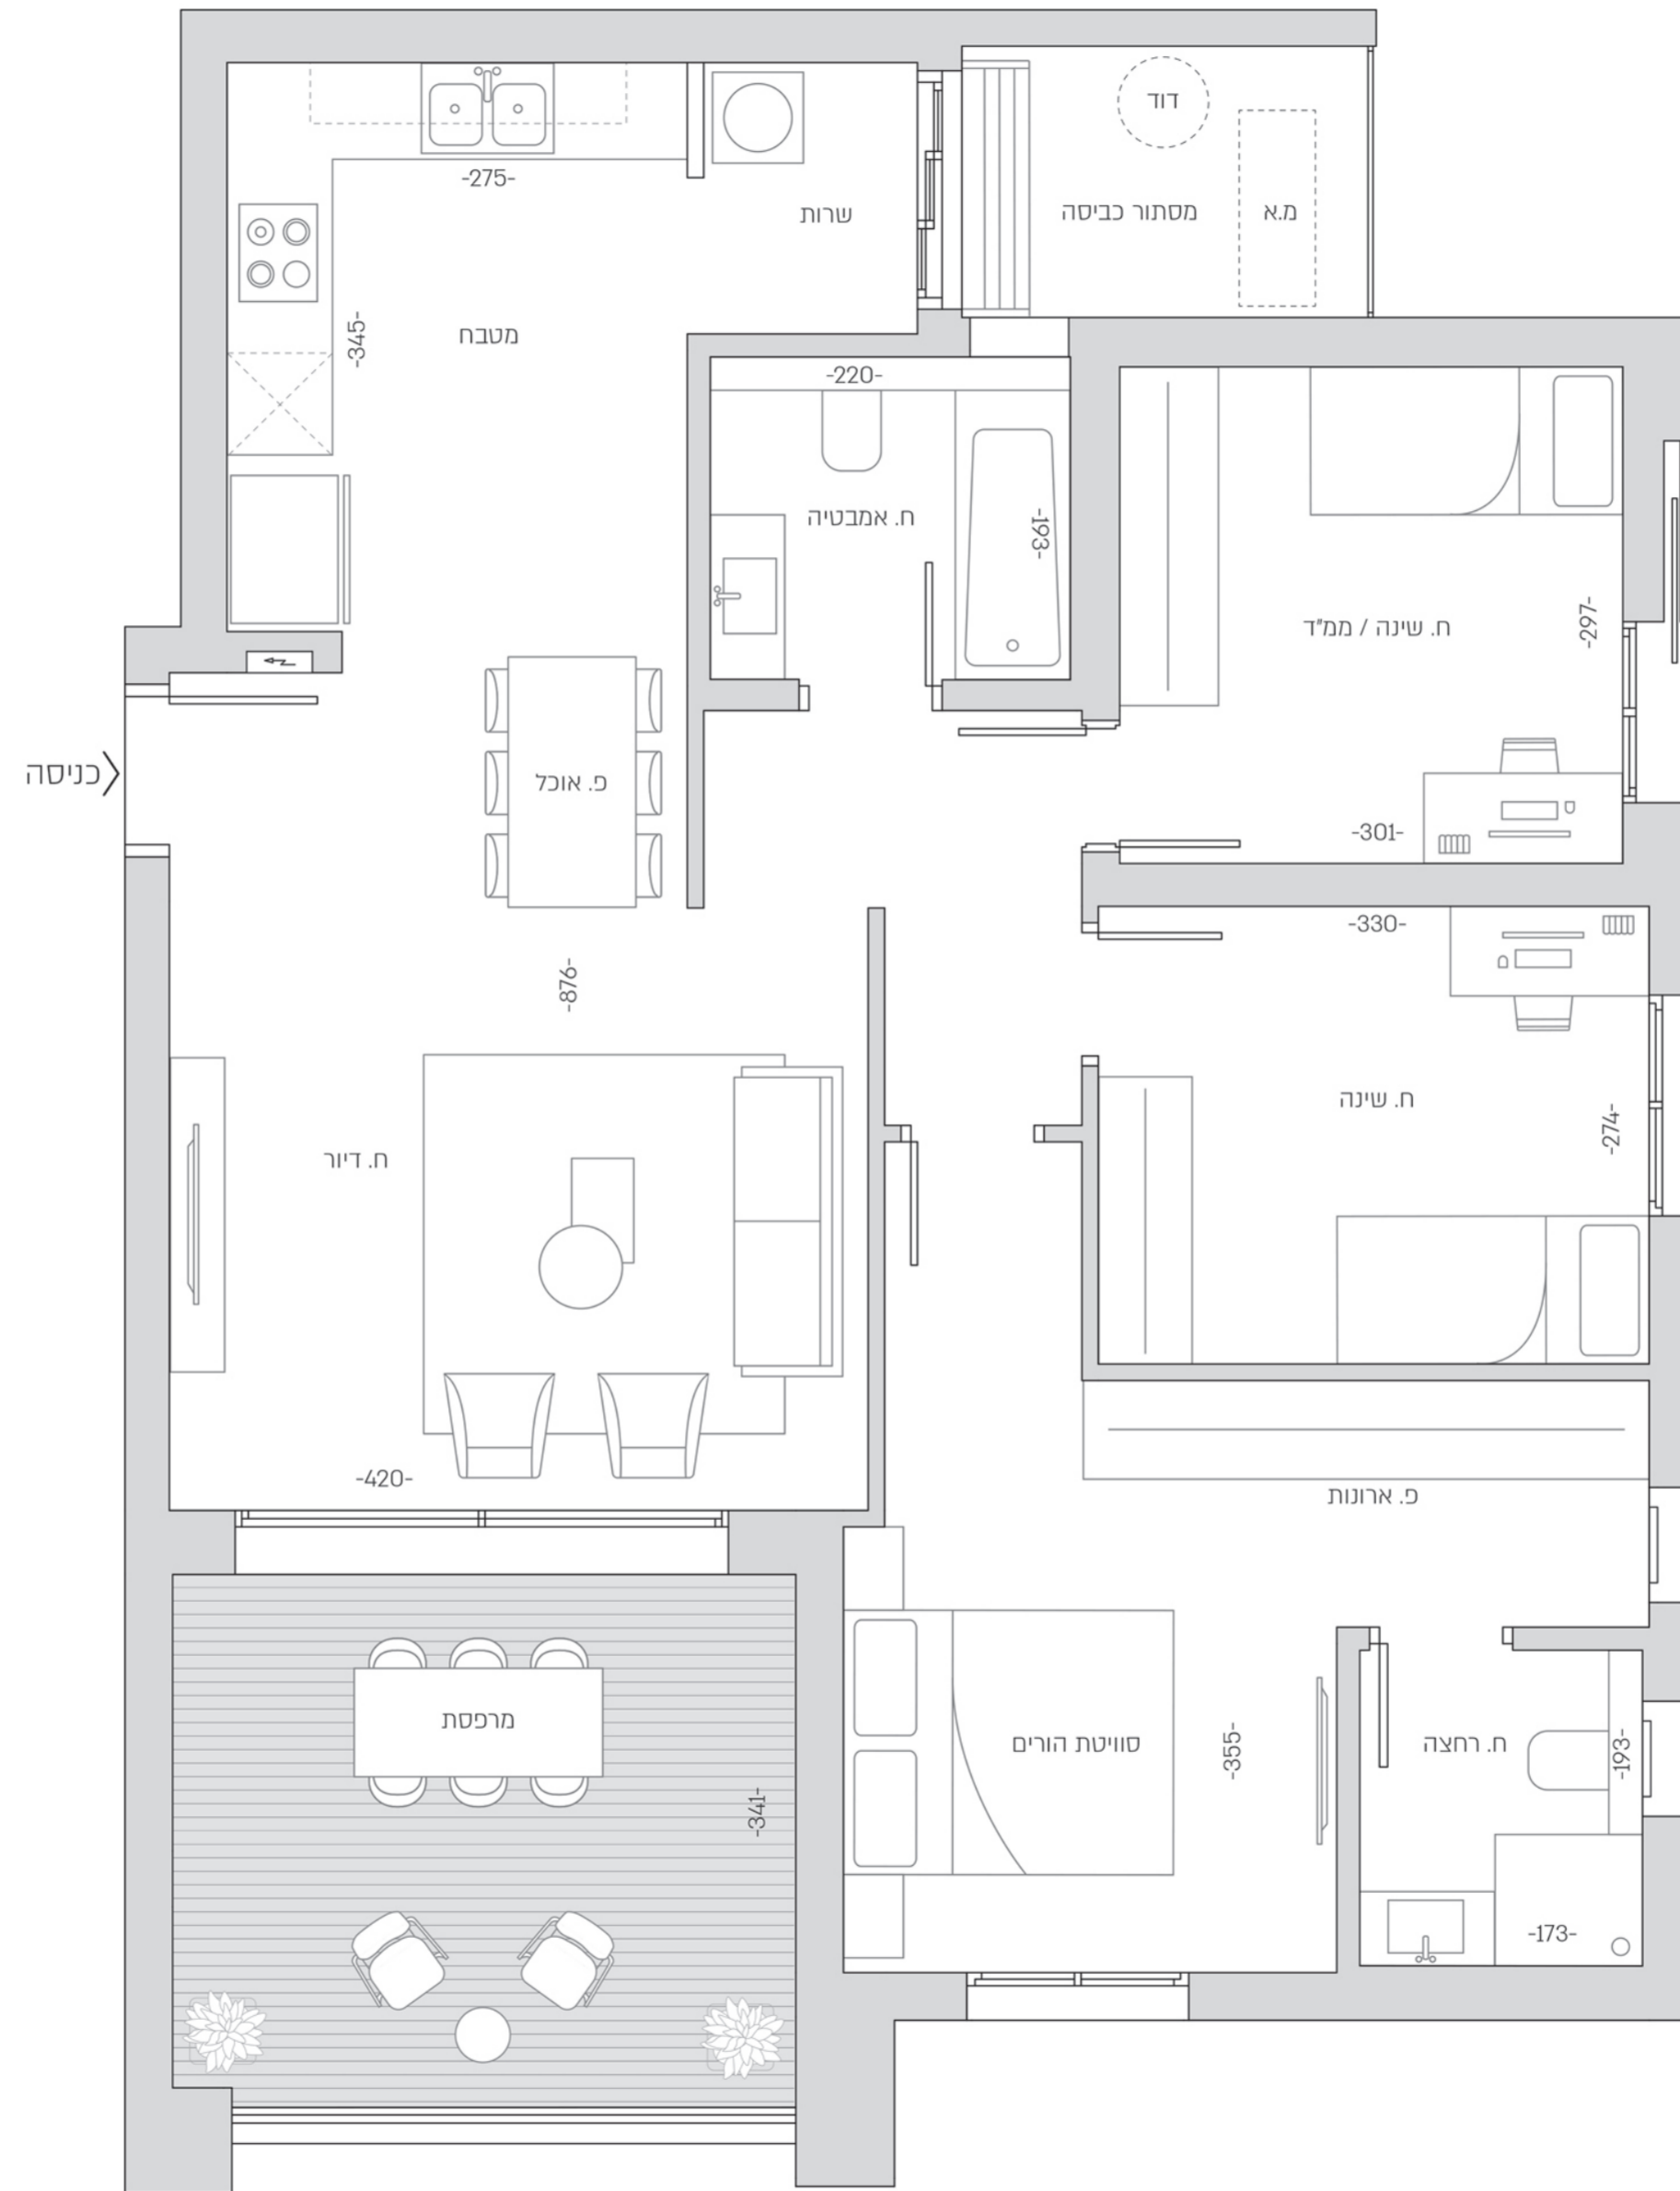 דוד
-275-
שרות
מסתור כביסה
מ.א
מטבח
-345-
-220-
ח. אמבטיה
-193-
ח. שינה / ממ"ד
-297-
כניסה
פ. אוכל
-301-
-330-
-876-
ח. שינה
-274-
ח. דיור
-420-
פ. ארונות
מרפסת
סוויטת הורים
-355-
ח. רחצה
-193-
-341-
-173-